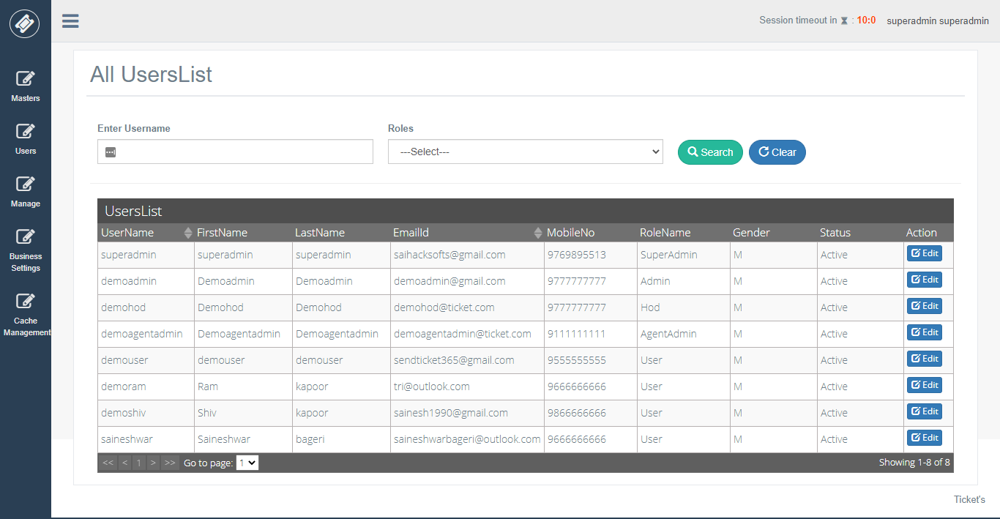 Session timeout in : 10:0 superadmin superadmin
Masters
Users
Manage
Business
Settings
Cache
Management
All UsersList
Enter Username Roles
---Select--- Search Clear
UsersList
UserName FirstName LastName EmailId MobileNo RoleName Gender Status Action
superadmin superadmin superadmin saihacksofts@gmail.com 9769895513 SuperAdmin M Active Edit
demoadmin Demoadmin Demoadmin demoadmin@gmail.com 9777777777 Admin M Active Edit
demohod Demohod Demohod demohod@ticket.com 9777777777 Hod M Active Edit
demoagentadmin Demoagentadmin Demoagentadmin demoagentadmin@ticket.com 9111111111 AgentAdmin M Active Edit
demouser demouser demouser sendticket365@gmail.com 9555555555 User M Active Edit
demoram Ram kapoor tri@outlook.com 9666666666 User M Active Edit
demoshiv Shiv kapoor sainesh1990@gmail.com 9866666666 User M Active Edit
saineshwar Saineshwar bageri saineshwarbageri@outlook.com 9666666666 User M Active Edit
<< < 1 > >> Go to page: 1 Showing 1-8 of 8
Ticket's